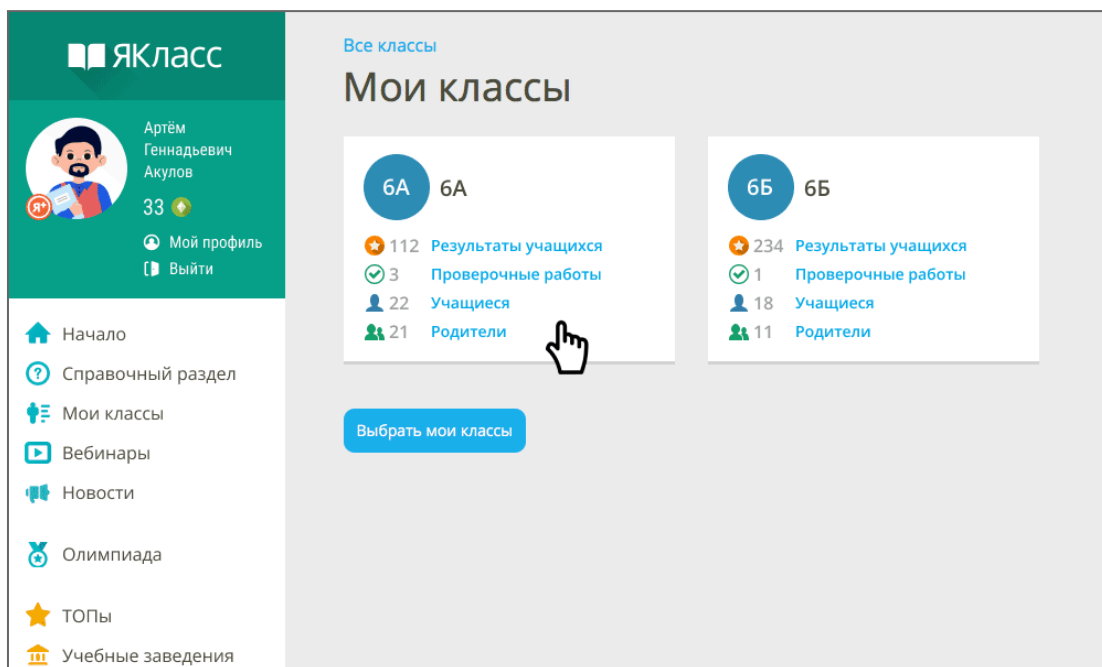 ЯКласс
Артём
Геннадьевич
Акулов
Я+
33
Мой профиль
Выйти
Начало
Справочный раздел
Мои классы
Вебинары
Новости
Олимпиада
ТОПы
Учебные заведения
Все классы
Мои классы
6А 6А
112 Результаты учащихся
3 Проверочные работы
22 Учащиеся
21 Родители
6Б 6Б
234 Результаты учащихся
1 Проверочные работы
18 Учащиеся
11 Родители
Выбрать мои классы